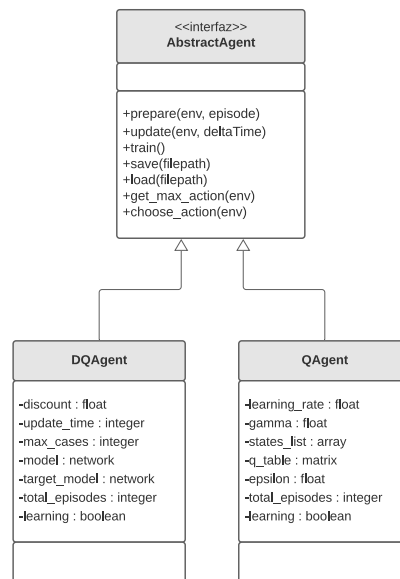 <<interfaz>>
AbstractAgent
+prepare(env, episode)
+update(env, deltaTime)
+train()
+save(filepath)
+load(filepath)
+get_max_action(env)
+choose_action(env)
DQAgent
-discount : float
-update_time : integer
-max_cases : integer
-model : network
-target_model : network
-total_episodes : integer
-learning : boolean
QAgent
-learning_rate : float
-gamma : float
-states_list : array
-q_table : matrix
-epsilon : float
-total_episodes : integer
-learning : boolean